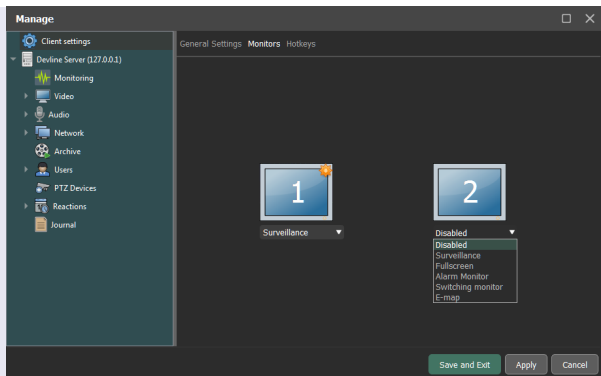 Manage
Client settings
Devline Server (127.0.0.1)
Monitoring
Video
Audio
Network
Archive
Users
PTZ Devices
Reactions
Journal
General Settings Monitors Hotkeys
1
Surveillance
2
Disabled
Disabled
Surveillance
Fullscreen
Alarm Monitor
Switching monitor
E-map
Save and Exit Apply Cancel